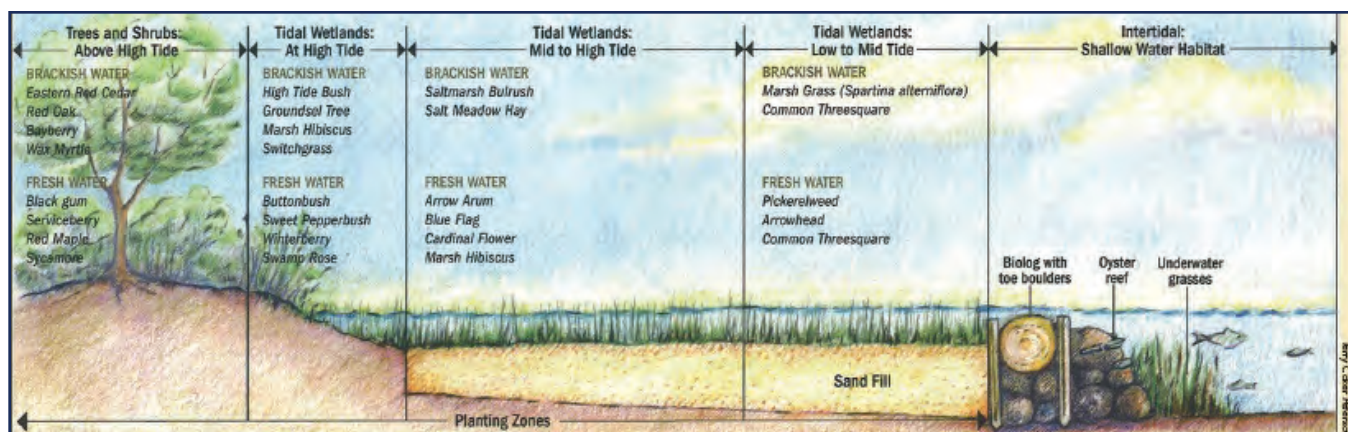 Trees and Shrubs:
Above High Tide
BRACKISH WATER
Eastern Red Cedar
Red Oak
Bayberry
Wax Myrtle
FRESH WATER
Black gum
Serviceberry
Red Maple
Sycamore
Tidal Wetlands:
At High Tide
BRACKISH WATER
High Tide Bush
Groundsel Tree
Marsh Hibiscus
Switchgrass
FRESH WATER
Buttonbush
Sweet Pepperbush
Winterberry
Swamp Rose
Tidal Wetlands:
Mid to High Tide
BRACKISH WATER
Saltmarsh Bulrush
Salt Meadow Hay
FRESH WATER
Arrow Arum
Blue Flag
Cardinal Flower
Marsh Hibiscus
Tidal Wetlands:
Low to Mid Tide
BRACKISH WATER
Marsh Grass (Spartina alterniflora)
Common Threesquare
FRESH WATER
Pickerelweed
Arrowhead
Common Threesquare
Intertidal:
Shallow Water Habitat
Biolog with
toe boulders
Oyster
reef
Underwater
grasses
Sand Fill
Planting Zones